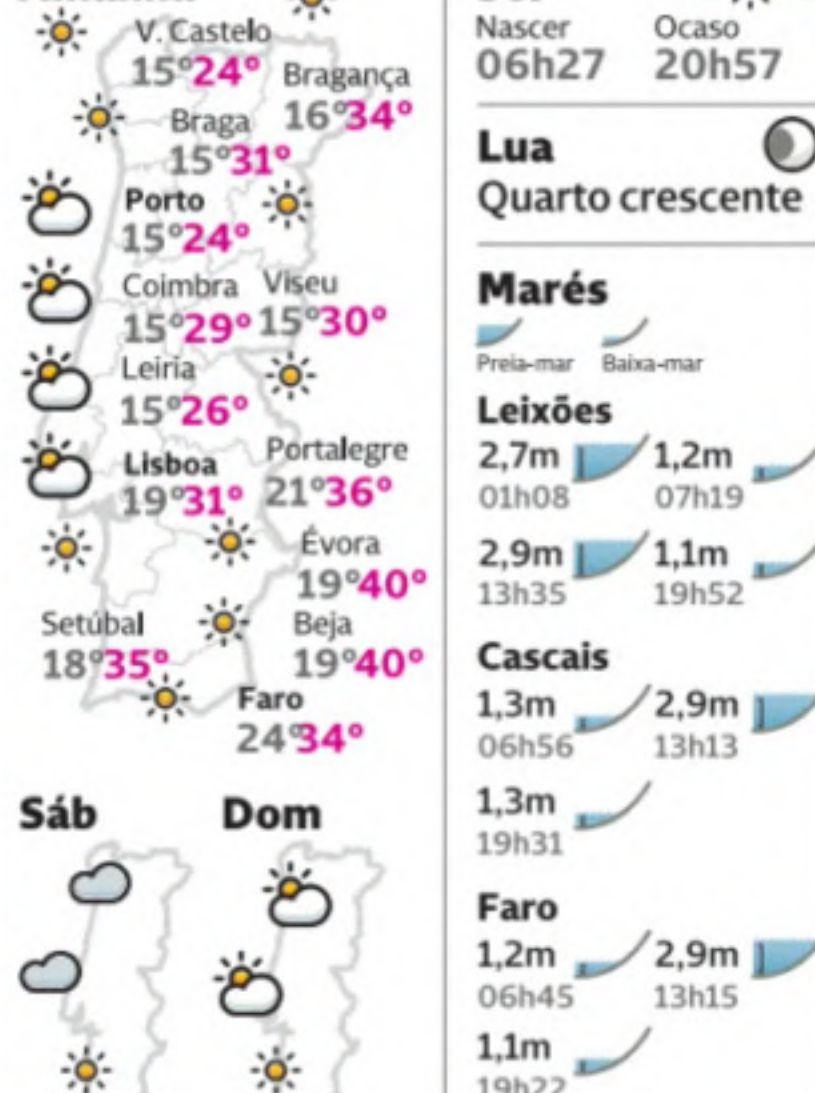 V. Castelo
15° 24°
Bragança
16° 34°
Braga
15° 31°
Porto
15° 24°
Coimbra
15° 29°
Viseu
15° 30°
Leiria
15° 26°
Lisboa
19° 31°
Portalegre
21° 36°
Évora
19° 40°
Setúbal
18° 35°
Beja
19° 40°
Faro
24° 34°
Sáb
Dom
Nascer
06h27
Ocaso
20h57
Lua
Quarto crescente
Marés
Preia-mar
Baixa-mar
Leixões
2,7m 1,2m
01h08 07h19
2,9m 1,1m
13h35 19h52
Cascais
1,3m 2,9m
06h56 13h13
1,3m
19h31
Faro
1,2m 2,9m
06h45 13h15
1,1m
19h22